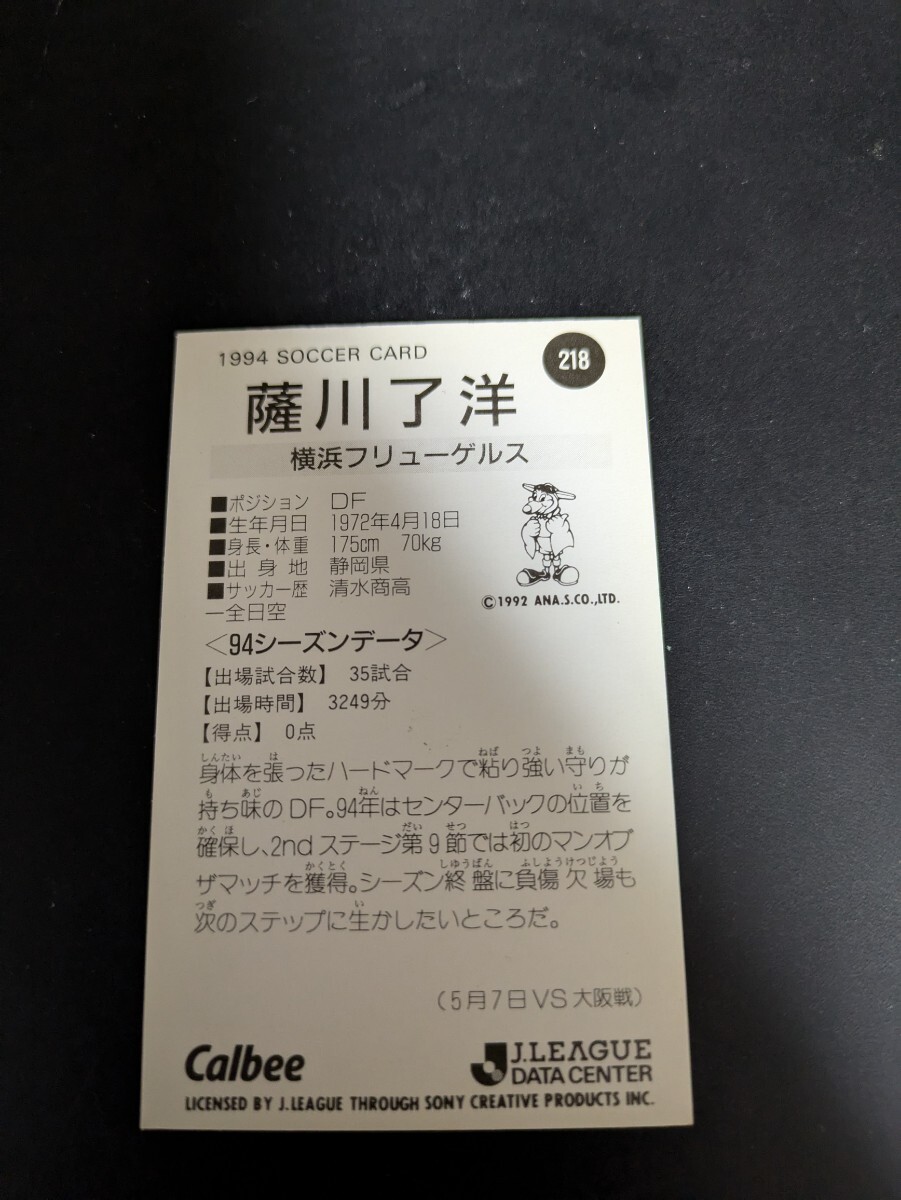 1994 SOCCER CARD
218
薩川了洋
横浜フリューゲルス
■ポジション DF
■生年月日 1972年4月18日
■身長・体重 175cm 70kg
■出身地 静岡県
■サッカー歴 清水商高
―全日空
©1992 ANA.S.CO.,LTD.
<94シーズンデータ>
【出場試合数】 35試合
【出場時間】 3249分
【得点】 0点
身体を張ったハードマークで粘り強い守りが
持ち味のDF。94年はセンターバックの位置を
確保し、2ndステージ第9節では初のマンオブ
ザマッチを獲得。シーズン終盤に負傷欠場も
次のステップに生かしたいところだ。
(5月7日VS大阪戦)
Calbee
J.LEAGUE
DATA CENTER
LICENSED BY J.LEAGUE THROUGH SONY CREATIVE PRODUCTS INC.